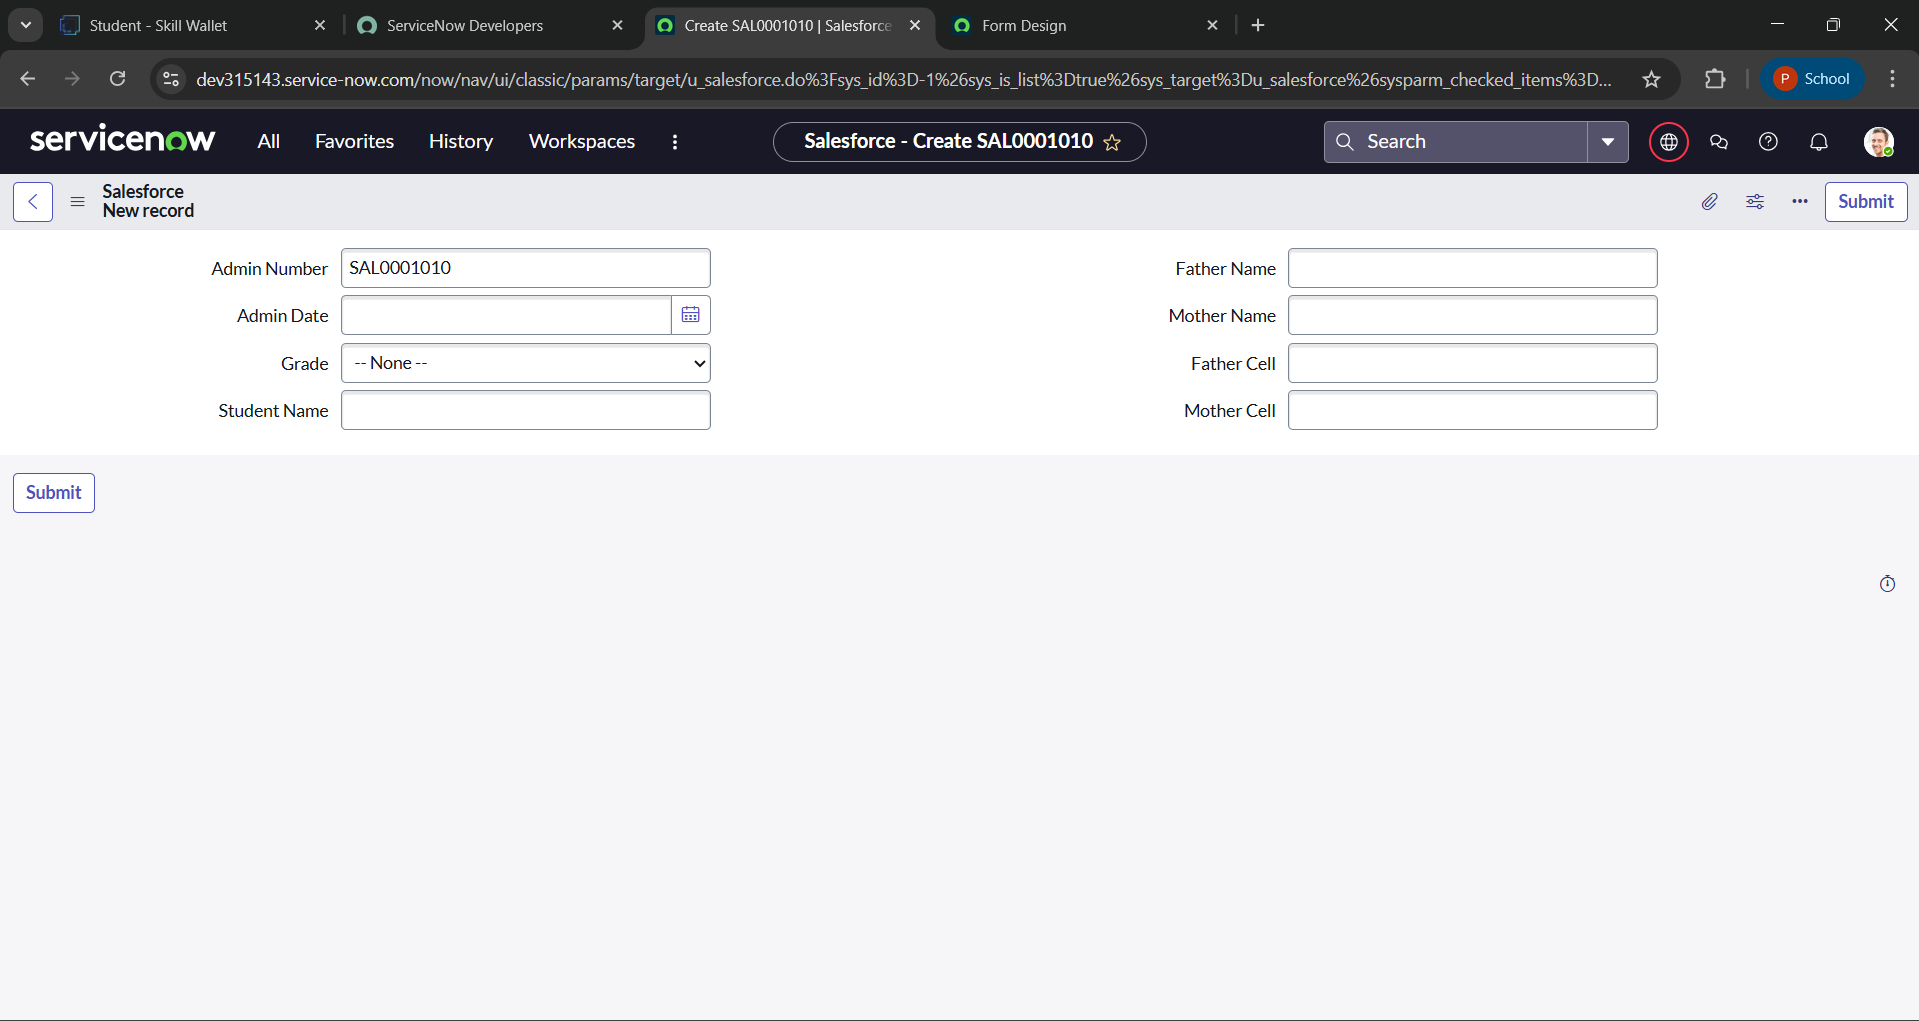 Student - Skill Wallet
ServiceNow Developers
Create SAL0001010 | Salesforce
Form Design
dev315143.service-now.com/now/nav/ui/classic/params/target/u_salesforce.do%3Fsys_id%3D-1%26sys_is_list%3Dtrue%26sys_target%3Du_salesforce%26sysparm_checked_items%3D...
P School
servicenow
All
Favorites
History
Workspaces
Salesforce - Create SAL0001010
Search
Salesforce
New record
Submit
Admin Number
SAL0001010
Admin Date
Grade
-- None --
Student Name
Father Name
Mother Name
Father Cell
Mother Cell
Submit